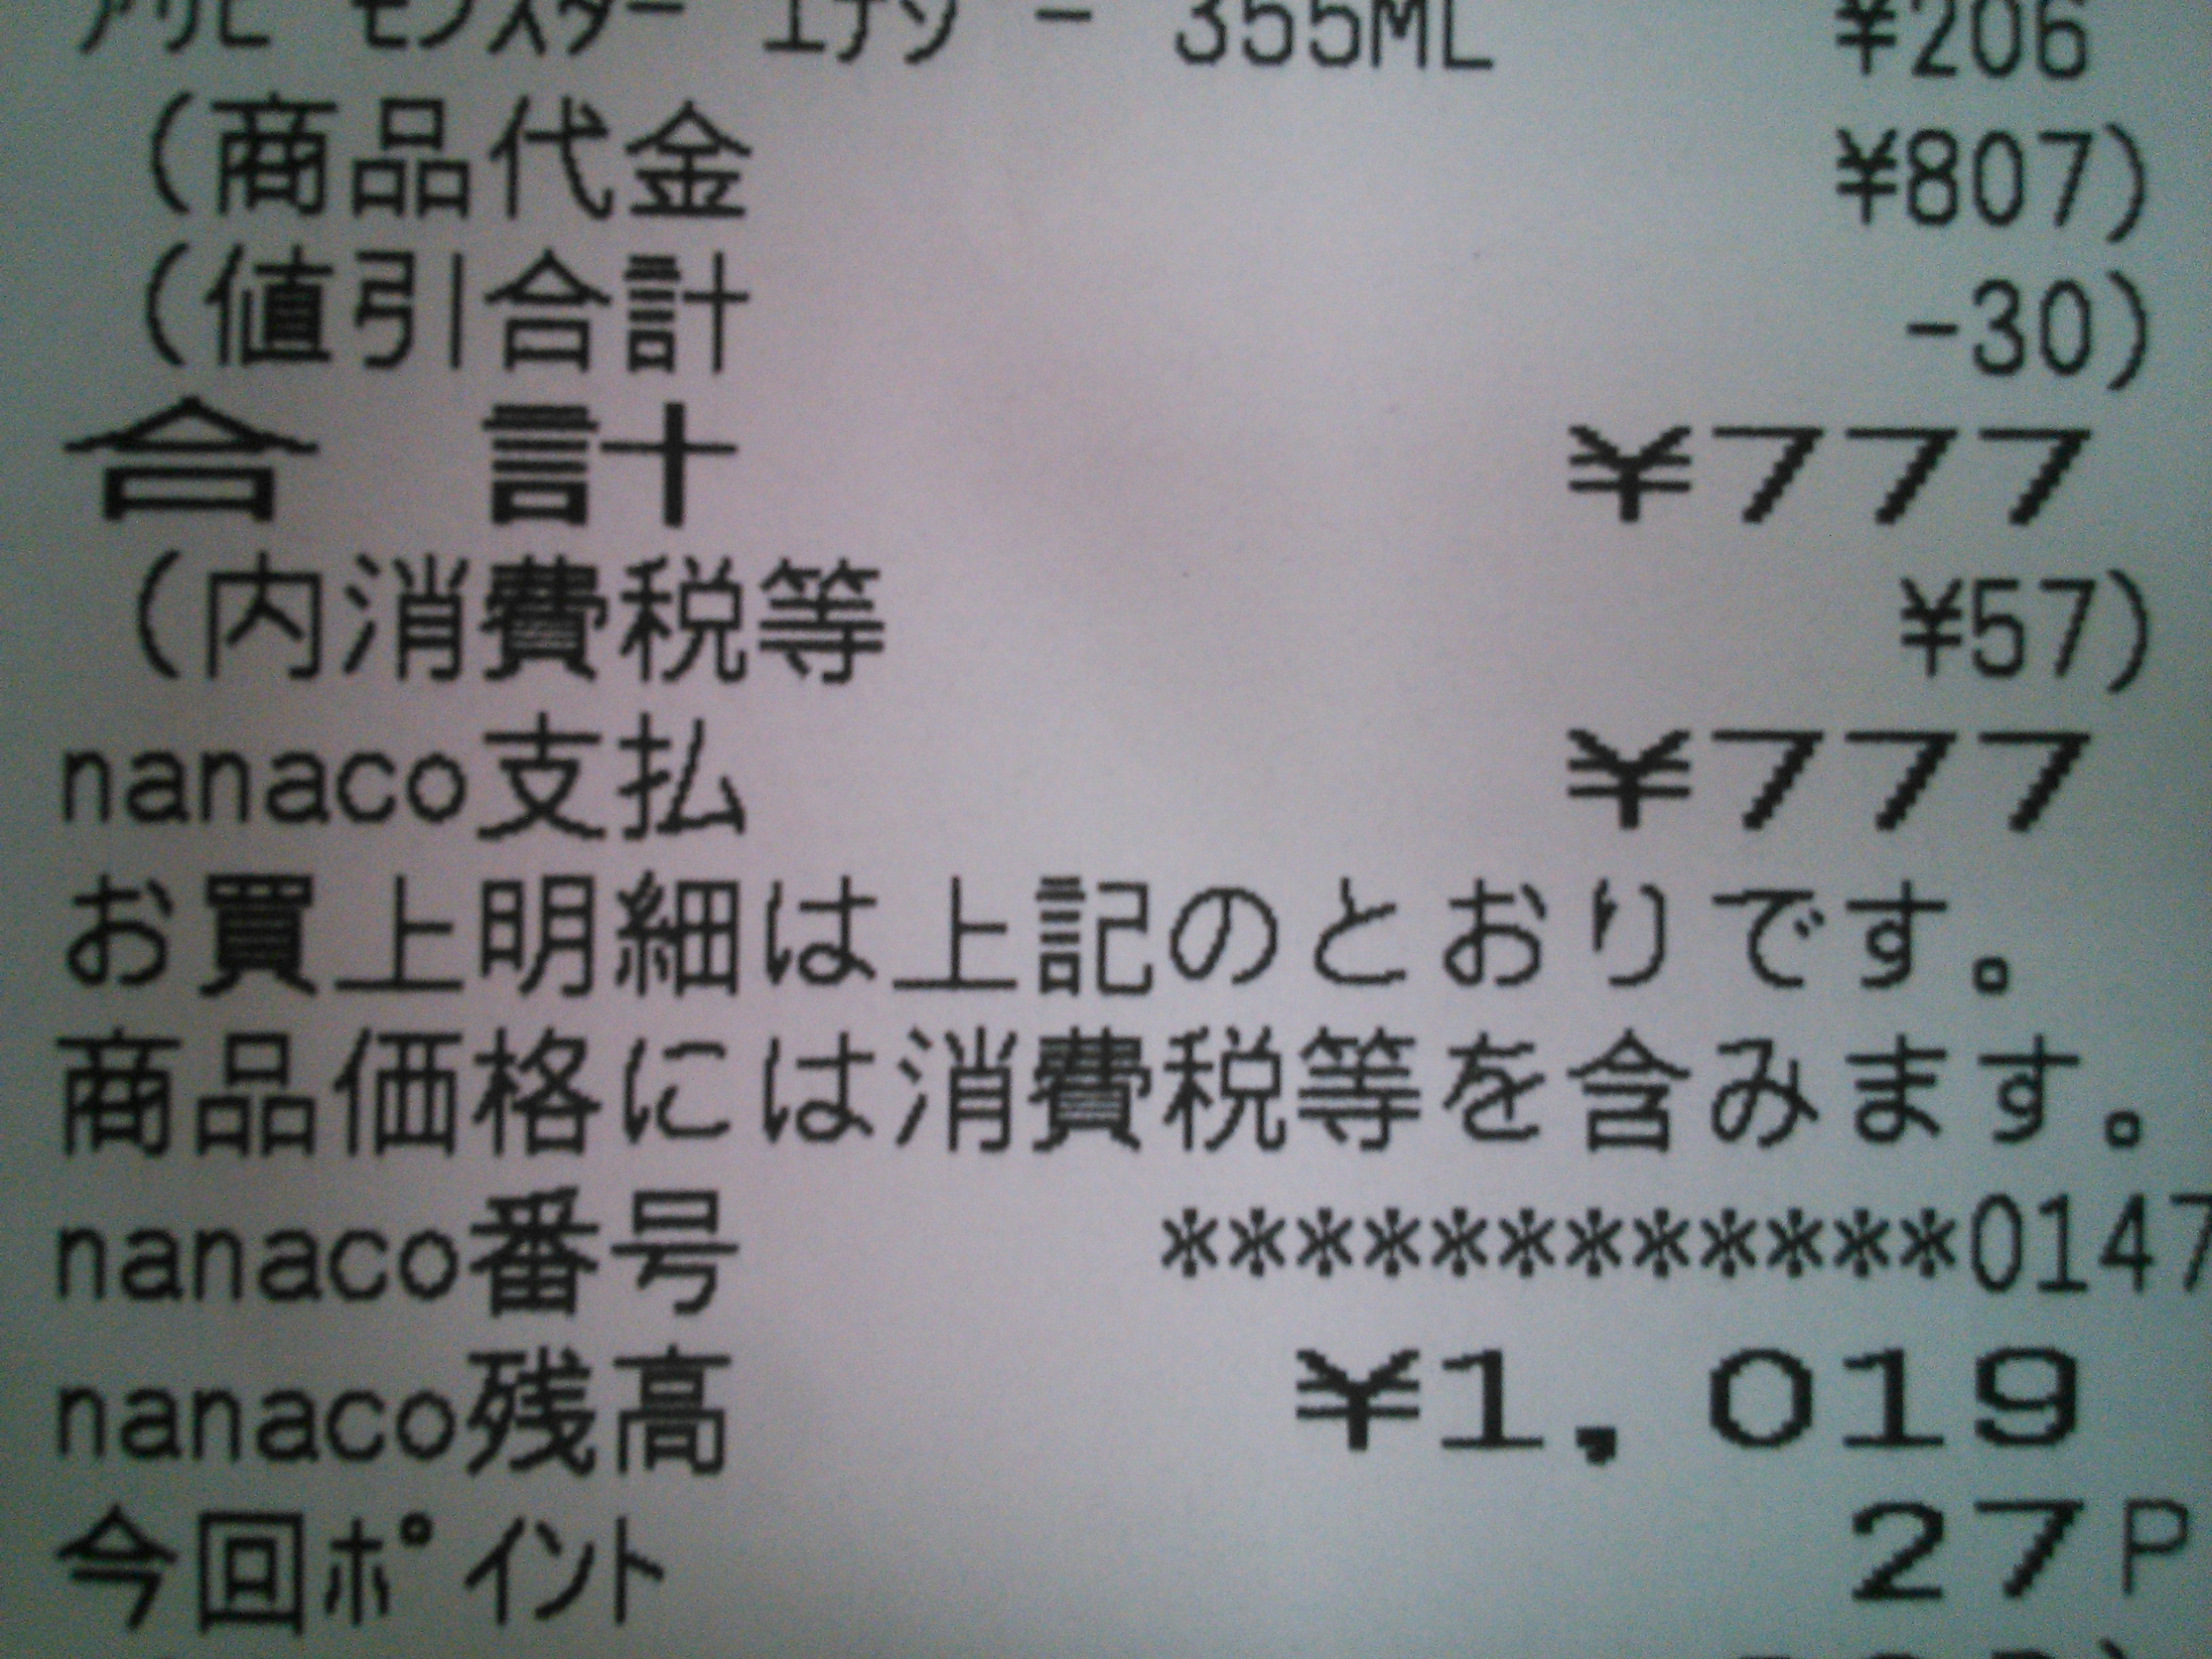 アサヒ モンスター エナジー 355ML ¥206
(商品代金 ¥807)
(値引合計 -30)
合 計 ¥777
(内消費税等 ¥57)
nanaco支払 ¥777
お買上明細は上記のとおりです。
商品価格には消費税等を含みます。
nanaco番号 ************0147
nanaco残高 ¥1,019
今回ポイント 27P